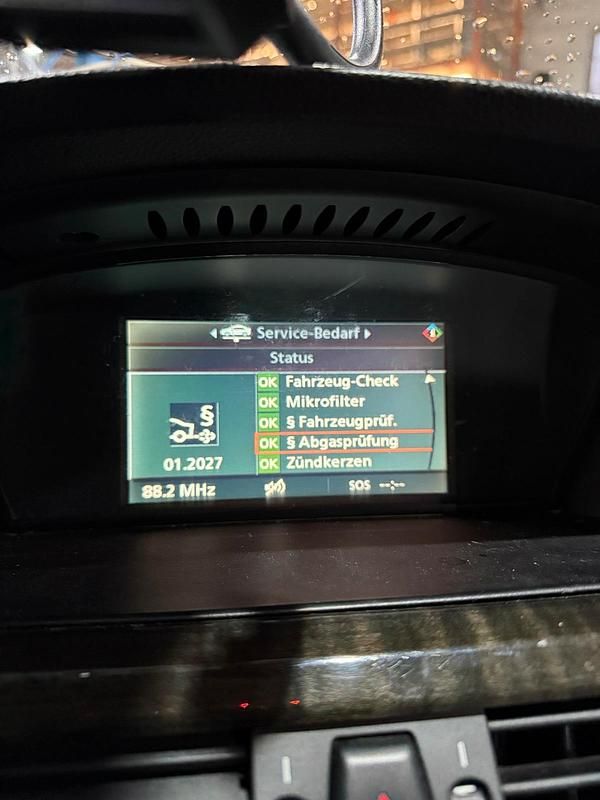 Service-Bedarf
Status
OK Fahrzeug-Check
OK Mikrofilter
OK § Fahrzeugprüf.
OK § Abgasprüfung
OK Zündkerzen
§
01.2027
88.2 MHz SOS --:--